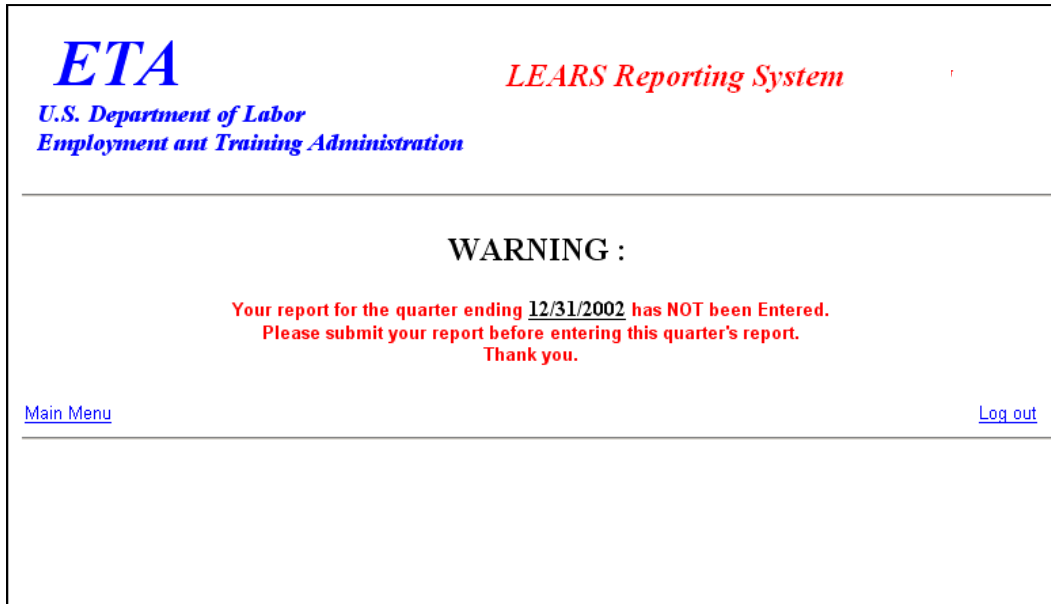 ETA
LEARS Reporting System
U.S. Department of Labor
Employment ant Training Administration
WARNING :
Your report for the quarter ending 12/31/2002 has NOT been Entered.
Please submit your report before entering this quarter's report.
Thank you.
Main Menu
Log out